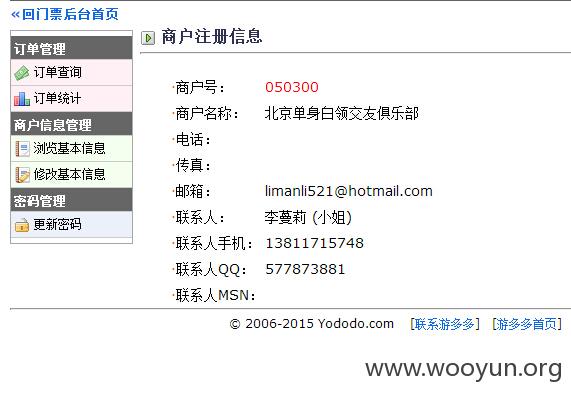 «回门票后台首页
订单管理
订单查询
订单统计
商户信息管理
浏览基本信息
修改基本信息
密码管理
更新密码
商户注册信息
·商户号： 050300
·商户名称： 北京单身白领交友俱乐部
·电话：
·传真：
·邮箱： limanli521@hotmail.com
·联系人： 李蔓莉 (小姐)
·联系人手机： 13811715748
·联系人QQ： 577873881
·联系人MSN：
© 2006-2015 Yododo.com [联系游多多] [游多多首页]
www.wooyun.org